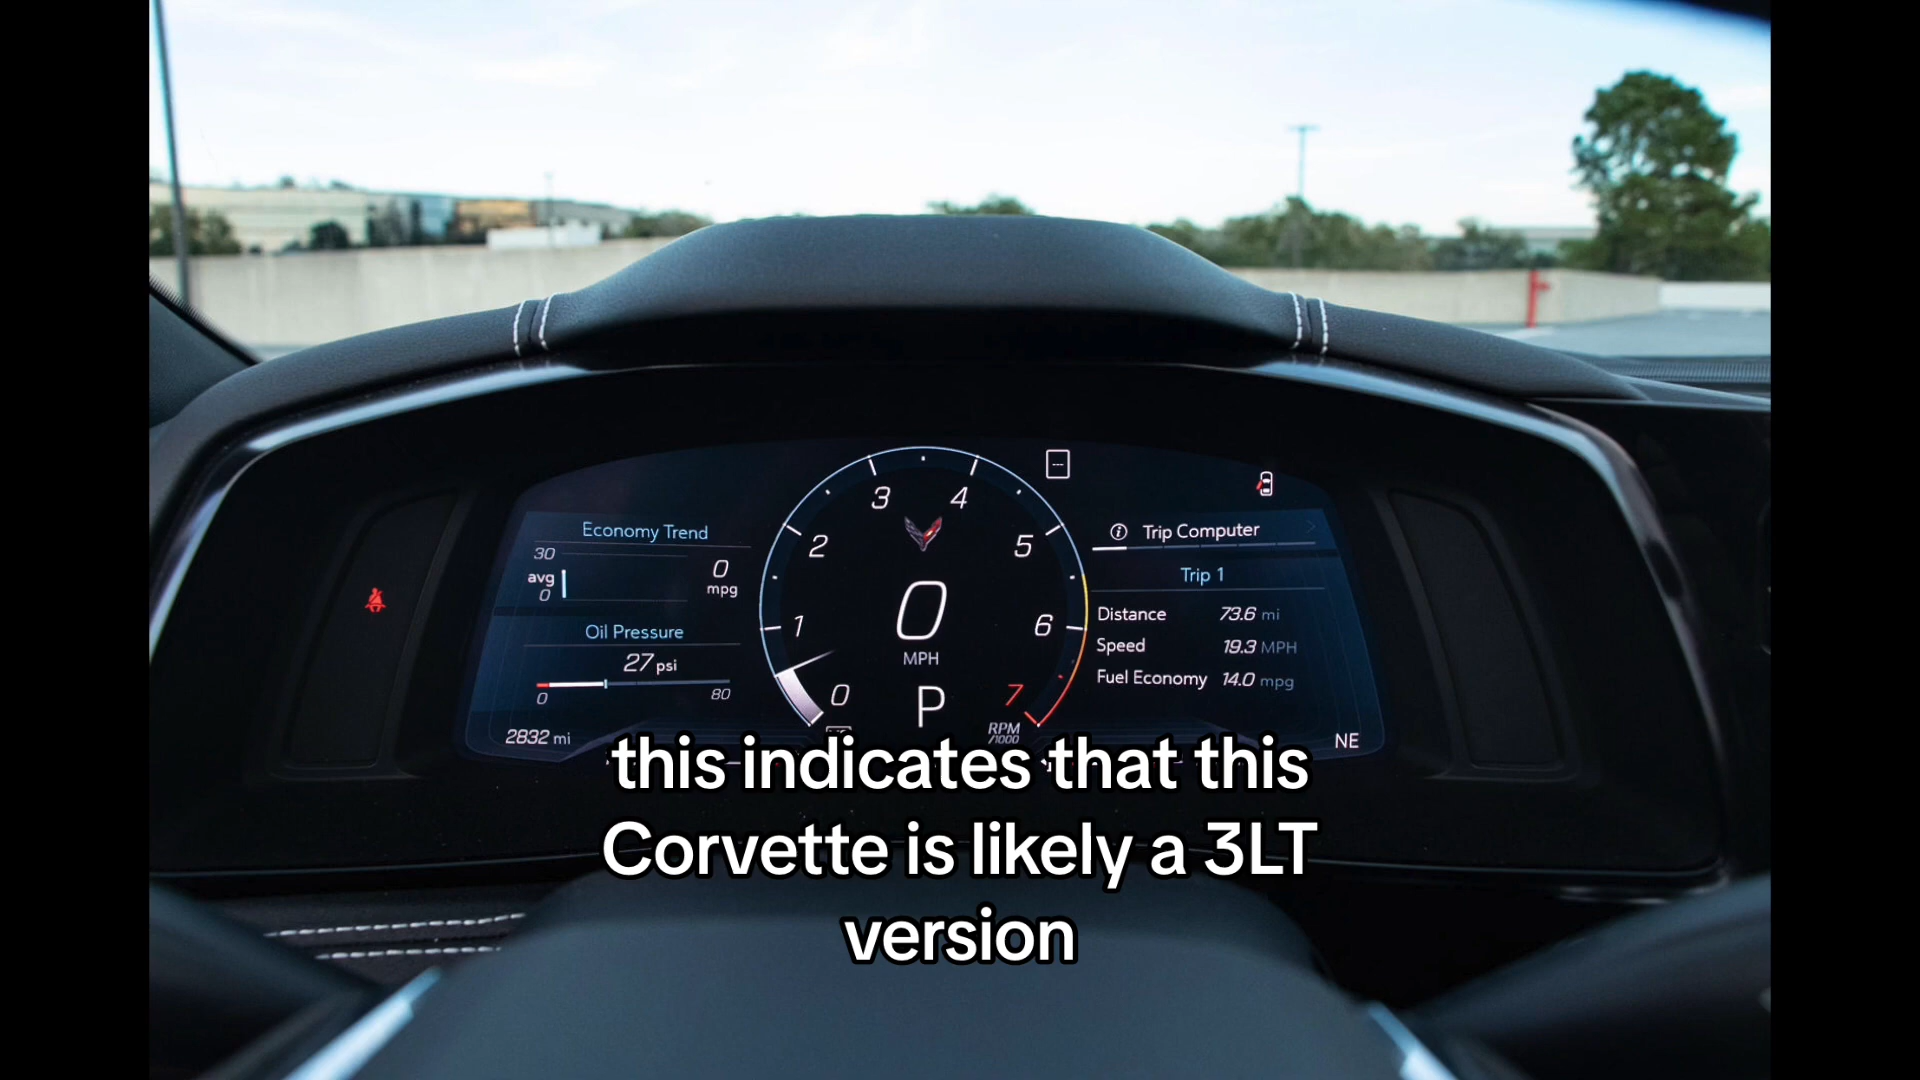 Economy Trend
30
avg
0
0
mpg
Oil Pressure
27 psi
0
80
2832 mi
0
1
2
3
4
5
6
7
0
MPH
P
RPM
/1000
Trip Computer
Trip 1
Distance 73.6 mi
Speed 19.3 MPH
Fuel Economy 14.0 mpg
NE
this indicates that this
Corvette is likely a 3LT
version